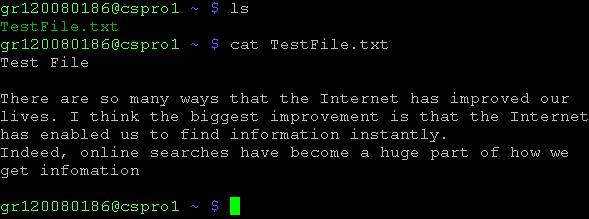 gr120080186@cspro1 ~ $ ls
TestFile.txt
gr120080186@cspro1 ~ $ cat TestFile.txt
Test File
There are so many ways that the Internet has improved our
lives. I think the biggest improvement is that the Internet
has enabled us to find information instantly.
Indeed, online searches have become a huge part of how we
get infomation
gr120080186@cspro1 ~ $